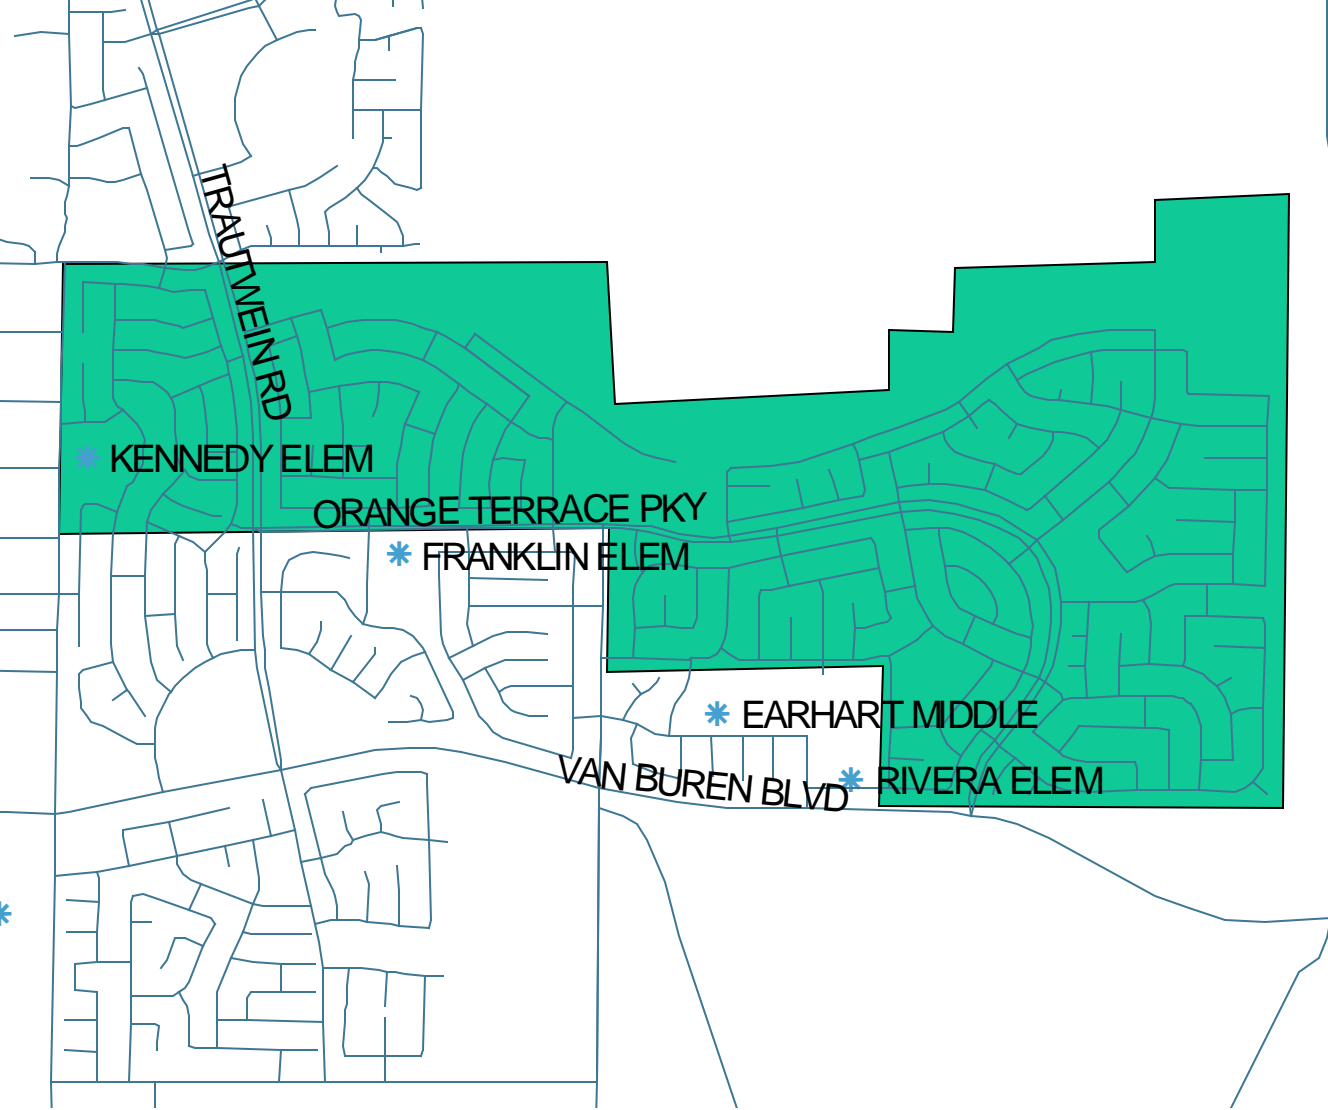 TRAUTWEIN RD
KENNEDY ELEM
ORANGE TERRACE PKY
FRANKLIN ELEM
EARHART MIDDLE
VAN BUREN BLVD
RIVERA ELEM